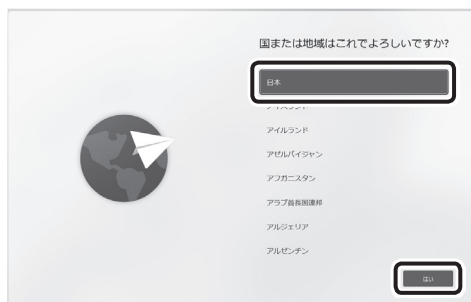 国または地域はこれでよろしいですか?
日本
アイルランド
アゼルバイジャン
アフガニスタン
アラブ首長国連邦
アルジェリア
アルゼンチン
はい